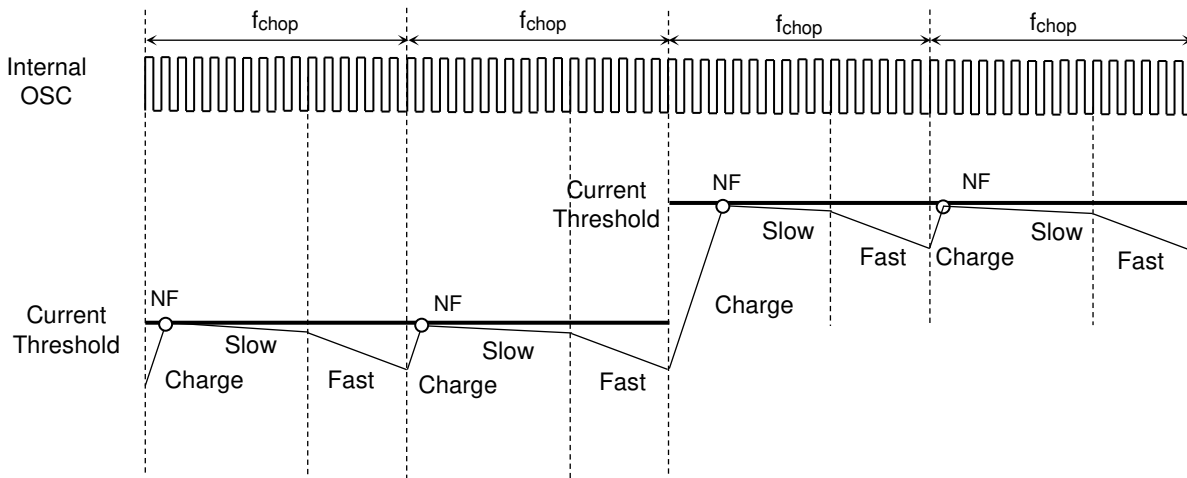 fchop fchop fchop fchop
Internal
OSC
Current
Threshold
NF
NF
Slow
Fast
Charge
Slow
Fast
Charge
Current
Threshold
NF
NF
Slow
Charge
Fast
Charge
Slow
Fast